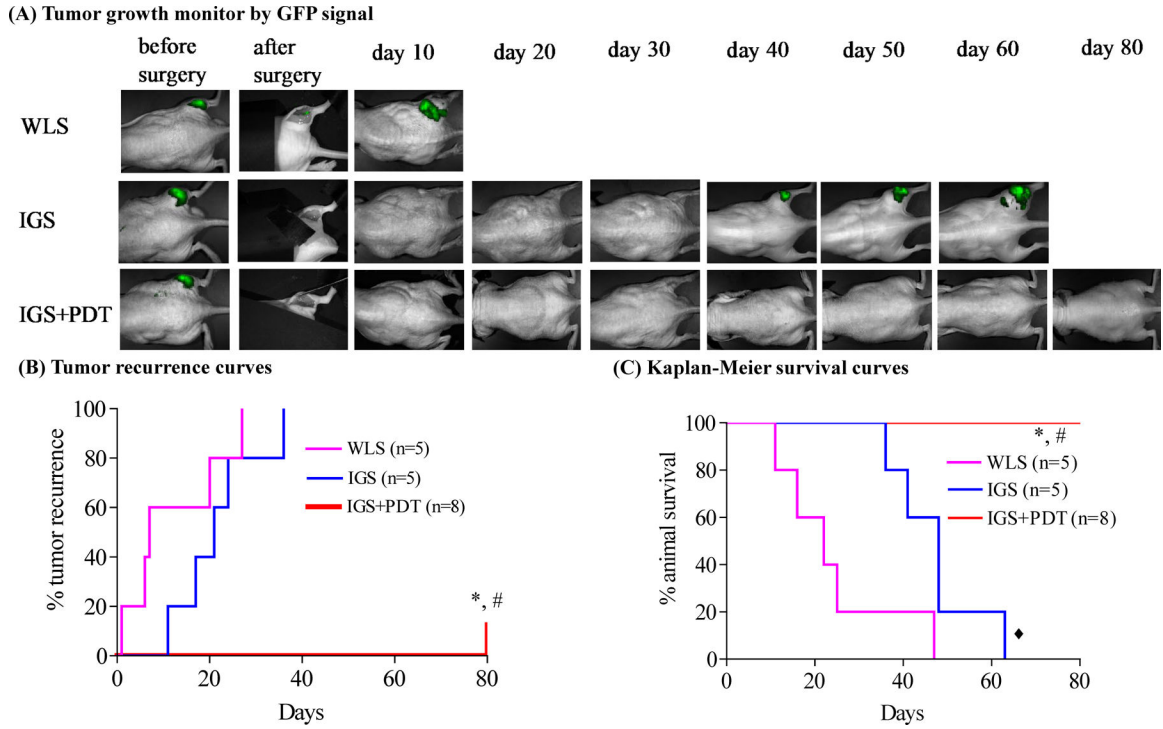 (A) Tumor growth monitor by GFP signal
before surgery
after surgery
day 10
day 20
day 30
day 40
day 50
day 60
day 80
WLS
IGS
IGS+PDT
(B) Tumor recurrence curves
% tumor recurrence
100
80
60
40
20
0
WLS (n=5)
IGS (n=5)
IGS+PDT (n=8)
*, #
0
20
40
60
80
Days
(C) Kaplan-Meier survival curves
% animal survival
100
80
60
40
20
0
*, #
WLS (n=5)
IGS (n=5)
IGS+PDT (n=8)
♦
0
20
40
60
80
Days